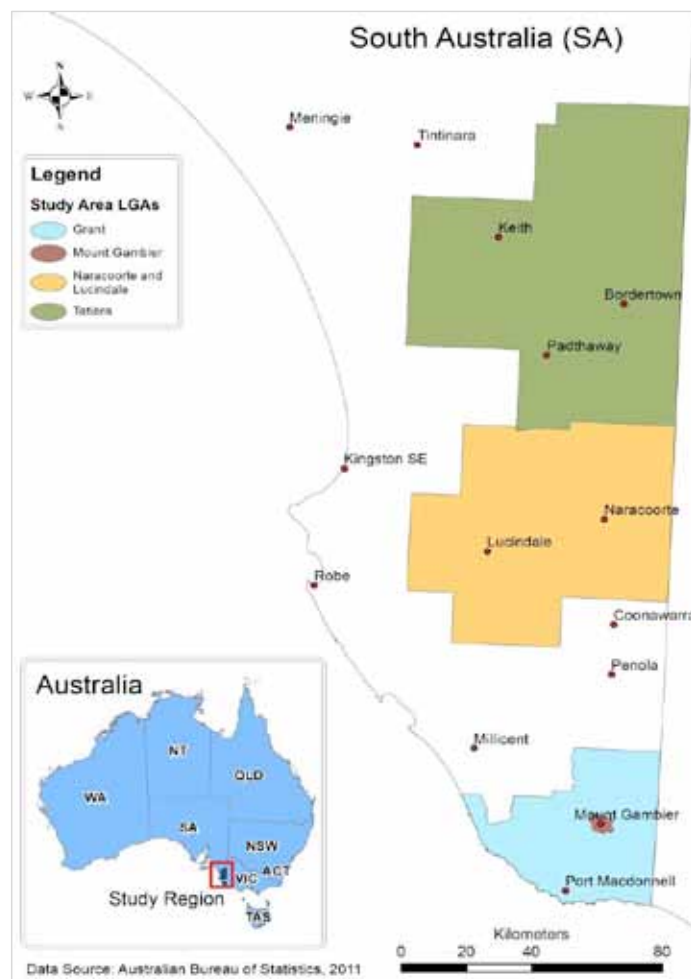 South Australia (SA)
N
W
E
S
Meningie
Tintinara
Legend
Study Area LGAs
Grant
Mount Gambier
Naracoorte and
Lucindale
Tatiara
Keith
Bordertown
Padthaway
Kingston SE
Naracoorte
Lucindale
Robe
Coonawarra
Penola
Millicent
Mount Gambier
Port Macdonnell
Australia
NT
QLD
WA
SA
NSW
ACT
VIC
Study Region
TAS
Kilometers
0 20 40 60 80
Data Source: Australian Bureau of Statistics, 2011